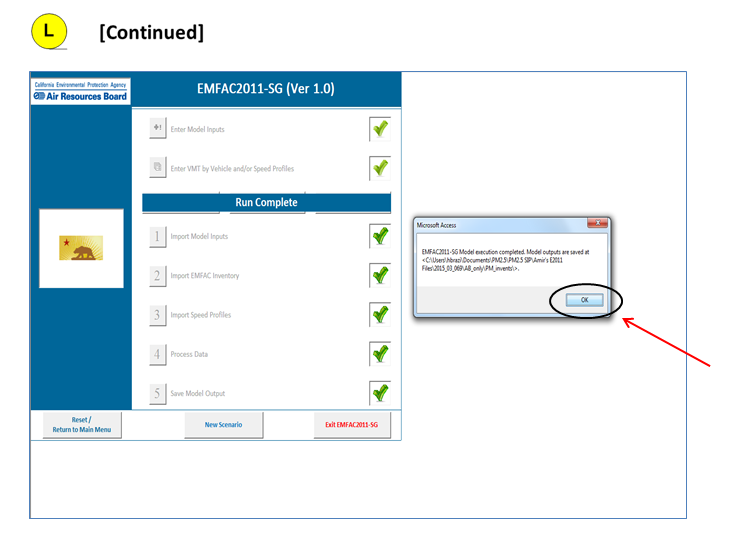 L
[Continued]
California Environmental Protection Agency
Air Resources Board
EMFAC2011-SG (Ver 1.0)
Enter Model Inputs
Enter VMT by Vehicle and/or Speed Profiles
Run Complete
1 Import Model Inputs
2 Import EMFAC Inventory
3 Import Speed Profiles
4 Process Data
5 Save Model Output
Reset /
Return to Main Menu
New Scenario
Exit EMFAC2011-SG
Microsoft Access
EMFAC2011-SG Model execution completed. Model outputs are saved at
<C:\Users\hbrazi\Documents\PM2.5\PM2.5 SIP\Amir's E2011
Files\2015_03_069\AB_only\PM_invents\>.
OK